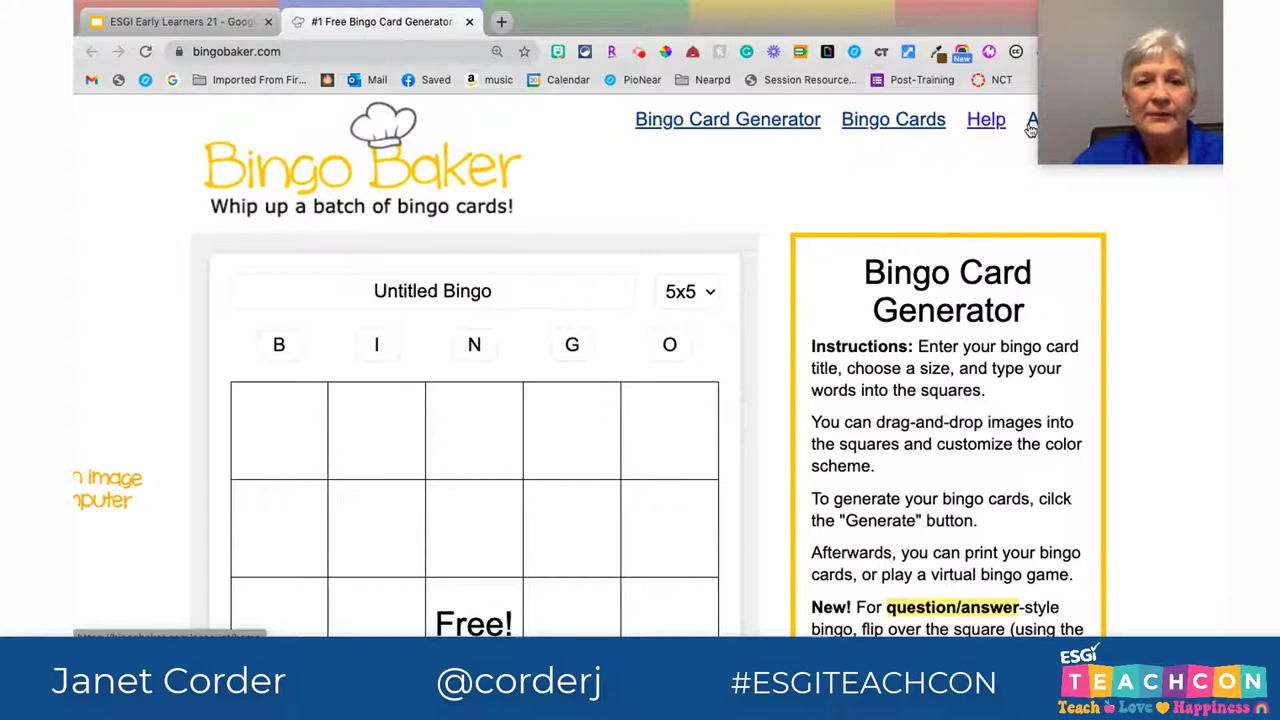 ESGI Early Learners 21 - Goog
#1 Free Bingo Card Generator
bingobaker.com
New
Imported From Fir...
Mail
Saved
music
Calendar
PioNear
Nearpd
Session Resource...
Post-Training
NCT
Bingo Card Generator
Bingo Cards
Help
A
Bingo Baker
Whip up a batch of bingo cards!
Untitled Bingo
5x5
B I N G O
Free!
n image
nputer
Bingo Card
Generator
Instructions: Enter your bingo card
title, choose a size, and type your
words into the squares.
You can drag-and-drop images into
the squares and customize the color
scheme.
To generate your bingo cards, cilck
the "Generate" button.
Afterwards, you can print your bingo
cards, or play a virtual bingo game.
New! For question/answer-style
bingo, flip over the square (using the
Janet Corder
@corderj
#ESGITEACHCON
ESGI
TEACHCON
Teach Love Happiness